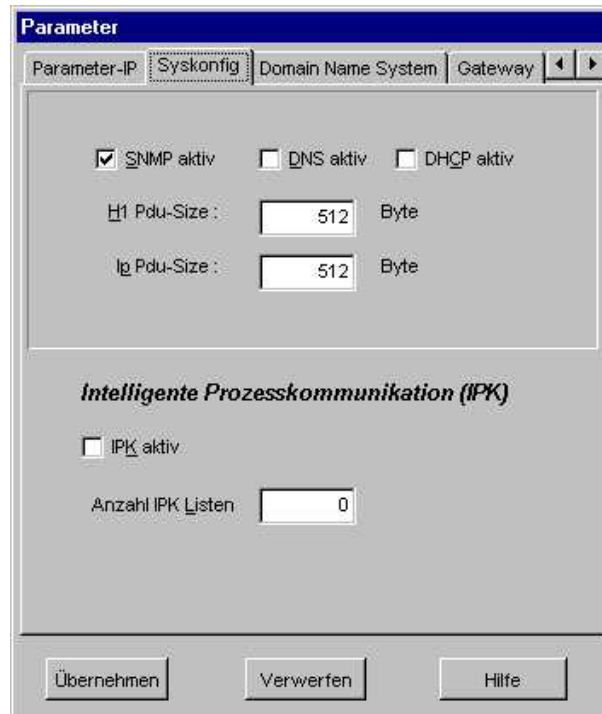 Parameter
Parameter-IP Syskonfig Domain Name System Gateway
SNMP aktiv DNS aktiv DHCP aktiv
H1 Pdu-Size : 512 Byte
Ip Pdu-Size : 512 Byte
Intelligente Prozesskommunikation (IPK)
IPK aktiv
Anzahl IPK Listen 0
Übernehmen Verwerfen Hilfe